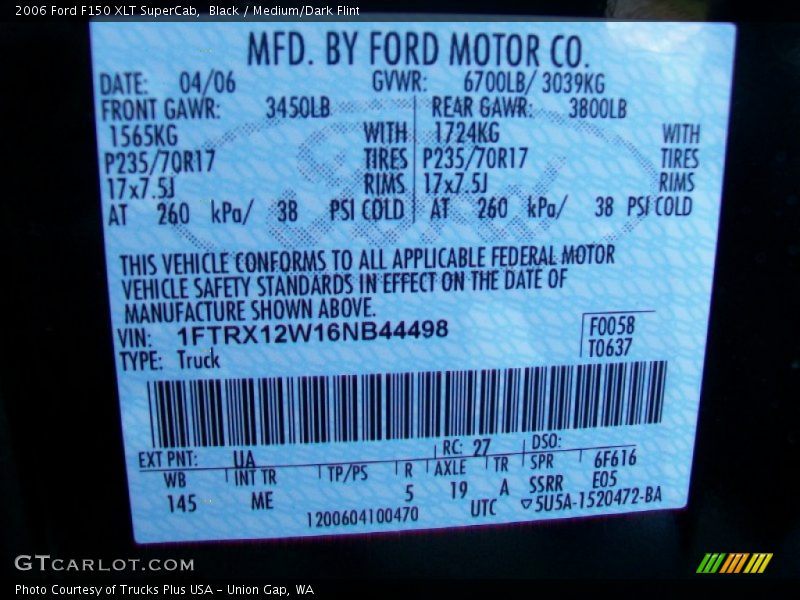 2006 Ford F150 XLT SuperCab,  Black / Medium/Dark Flint
MFD. BY FORD MOTOR CO.
DATE: 04/06 GVWR: 6700LB/ 3039KG
FRONT GAWR: 3450LB REAR GAWR: 3800LB
1565KG WITH 1724KG WITH
P235/70R17 TIRES P235/70R17 TIRES
17x7.5J RIMS 17x7.5J RIMS
AT 260 kPa/ 38 PSI COLD AT 260 kPa/ 38 PSI COLD
THIS VEHICLE CONFORMS TO ALL APPLICABLE FEDERAL MOTOR
VEHICLE SAFETY STANDARDS IN EFFECT ON THE DATE OF
MANUFACTURE SHOWN ABOVE.
VIN: 1FTRX12W16NB44498 F0058
TYPE: Truck T0637
EXT PNT: UA RC: 27 DSO:
WB INT TR TP/PS R AXLE TR SPR 6F616
145 ME 5 19 A SSRR E05
1200604100470 UTC ▽5U5A-1520472-BA
GTCARLOT.COM
Photo Courtesy of Trucks Plus USA – Union Gap, WA